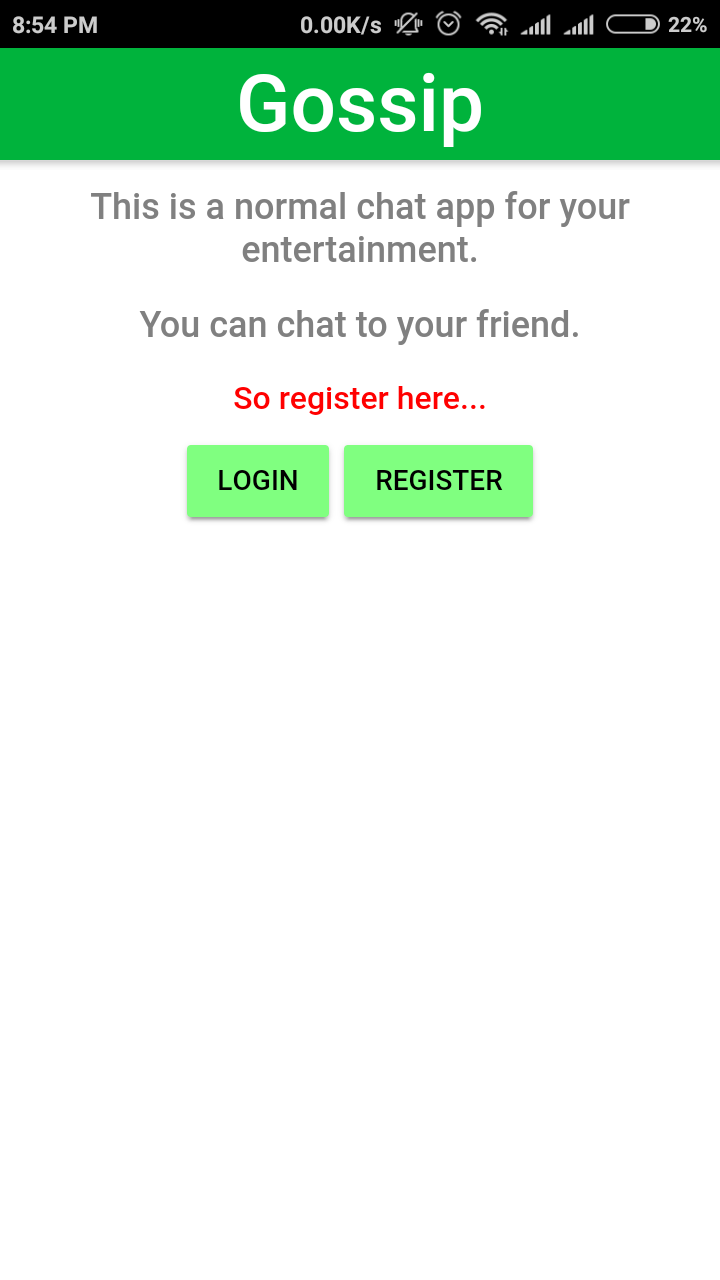 8:54 PM 0.00K/s 22%
Gossip
This is a normal chat app for your
entertainment.
You can chat to your friend.
So register here...
LOGIN REGISTER